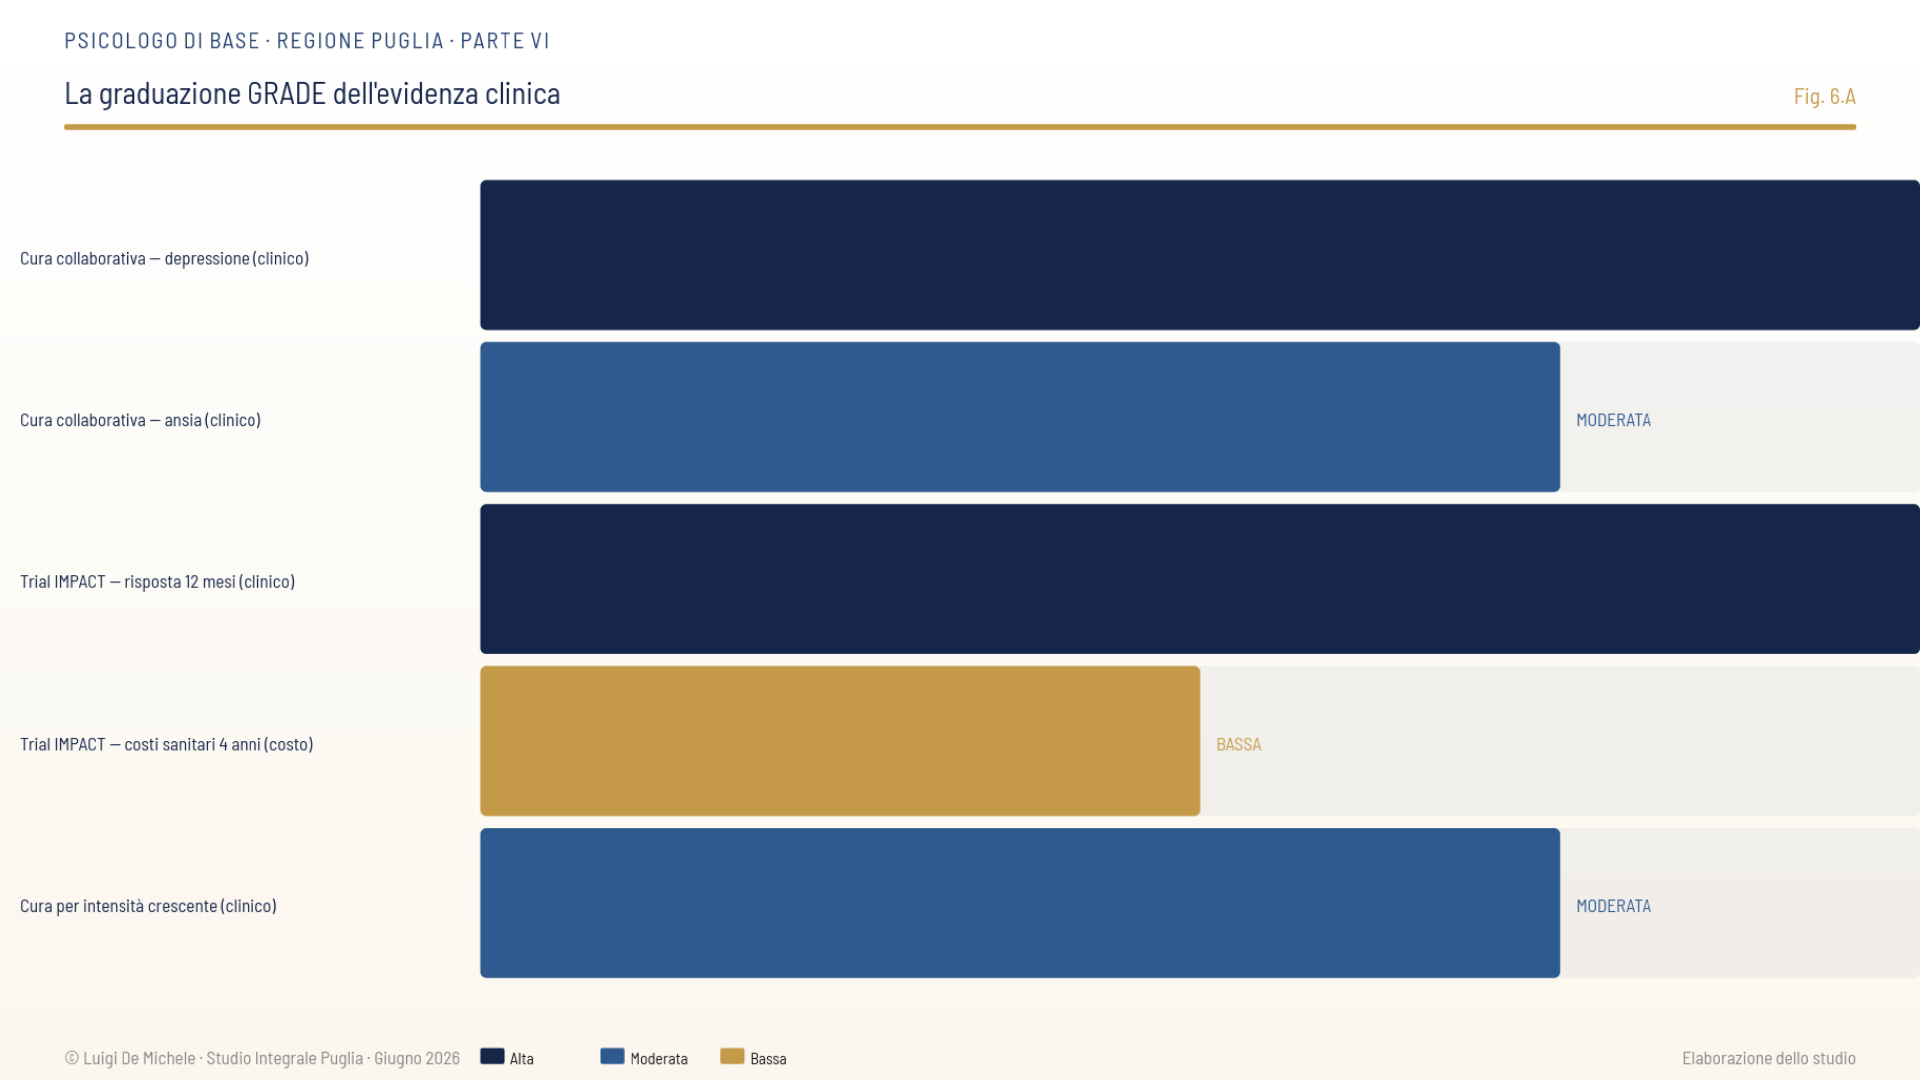 PSICOLOGO DI BASE · REGIONE PUGLIA · PARTE VI
La graduazione GRADE dell'evidenza clinica
Fig. 6.A
Cura collaborativa — depressione (clinico)
Cura collaborativa — ansia (clinico)
MODERATA
Trial IMPACT — risposta 12 mesi (clinico)
Trial IMPACT — costi sanitari 4 anni (costo)
BASSA
Cura per intensità crescente (clinico)
MODERATA
© Luigi De Michele · Studio Integrale Puglia · Giugno 2026
Alta
Moderata
Bassa
Elaborazione dello studio